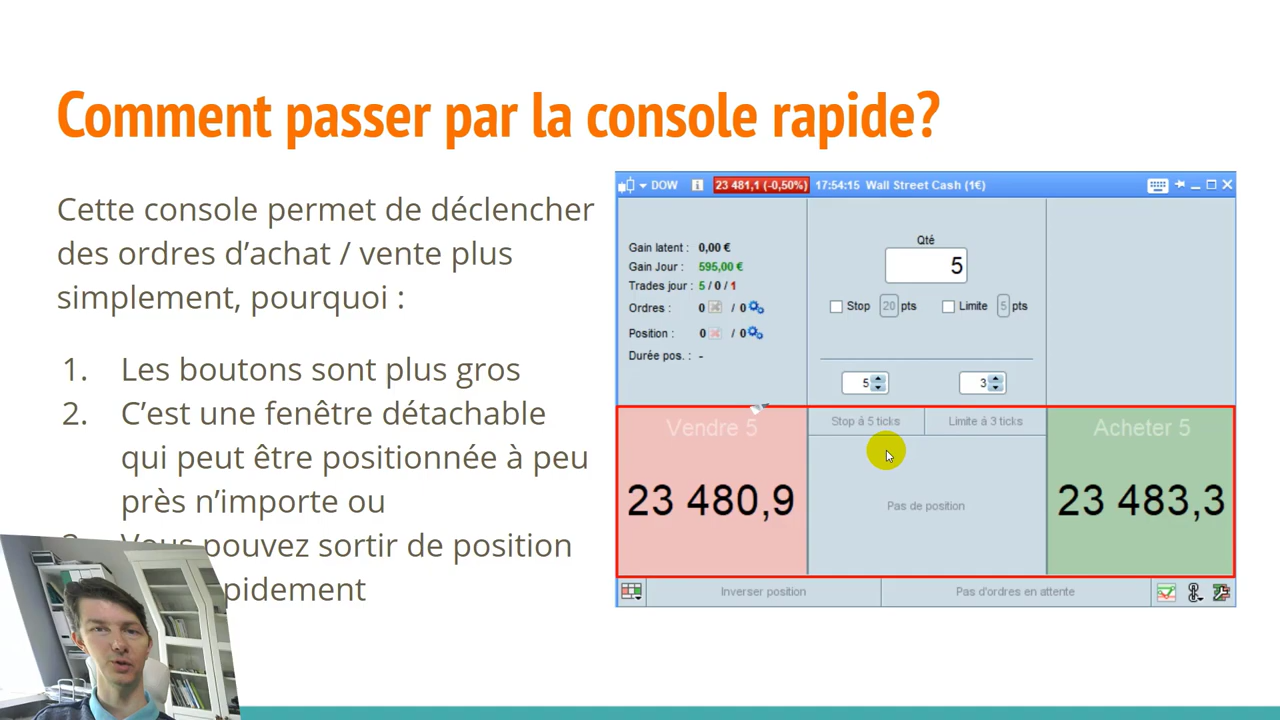 Comment passer par la console rapide?
Cette console permet de déclencher
des ordres d’achat / vente plus
simplement, pourquoi :
1. Les boutons sont plus gros
2. C’est une fenêtre détachable
qui peut être positionnée à peu
près n’importe ou
Vous pouvez sortir de position
DOW 23 481,1 (-0,50%) 17:54:15 Wall Street Cash (1€)
Gain latent : 0,00 €
Gain Jour : 595,00 €
Trades jour : 5 / 0 / 1
Ordres : 0 / 0
Position : 0 / 0
Durée pos. : -
Qté
5
Stop 20 pts Limite 5 pts
5 3
Vendre 5
23 480,9
Stop à 5 ticks Limite à 3 ticks
Pas de position
Acheter 5
23 483,3
Inverser position Pas d'ordres en attente